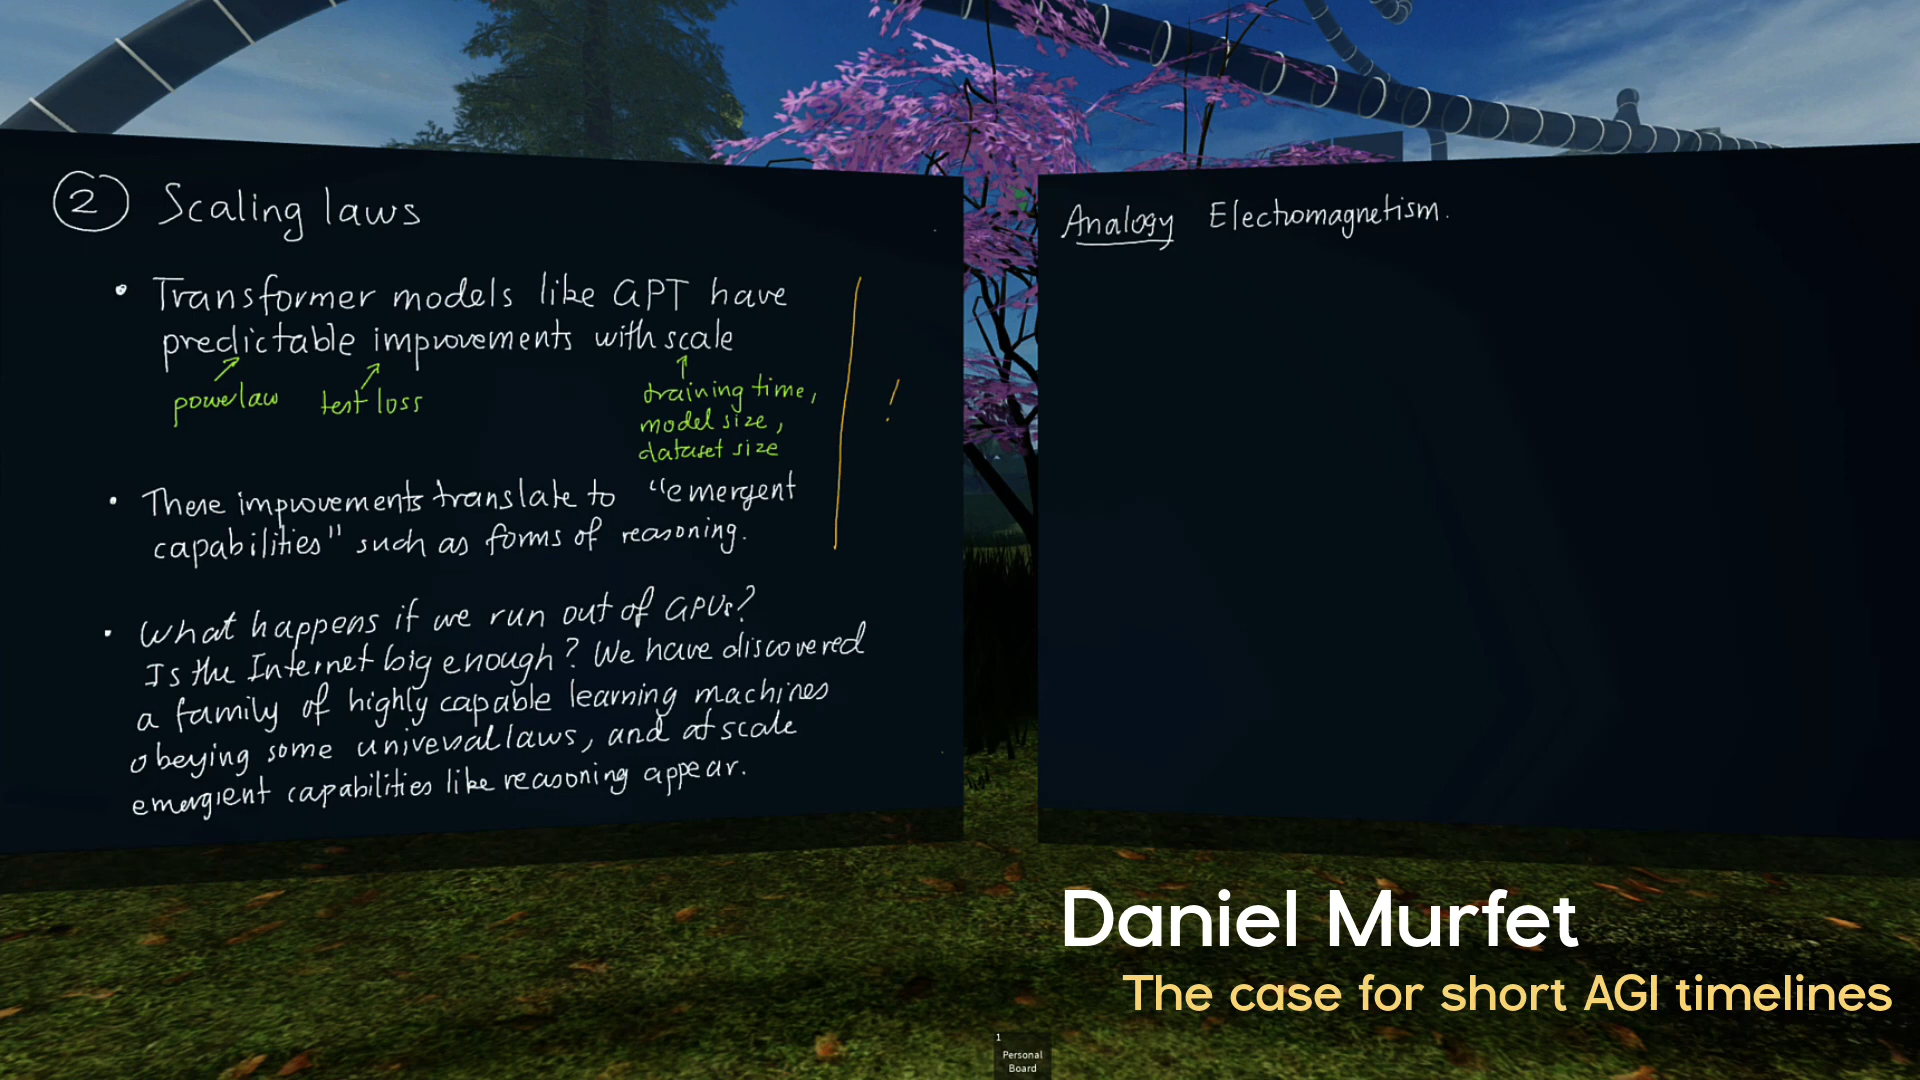 2 Scaling laws
• Transformer models like GPT have
predictable improvements with scale
powerlaw test loss
training time,
model size,
dataset size
!
• These improvements translate to "emergent
capabilities" such as forms of reasoning.
• What happens if we run out of GPUs?
Is the Internet big enough? We have discovered
a family of highly capable learning machines
obeying some universal laws, and at scale
emergent capabilities like reasoning appear.
Analogy Electromagnetism.
Daniel Murfet
The case for short AGI timelines
1
Personal
Board